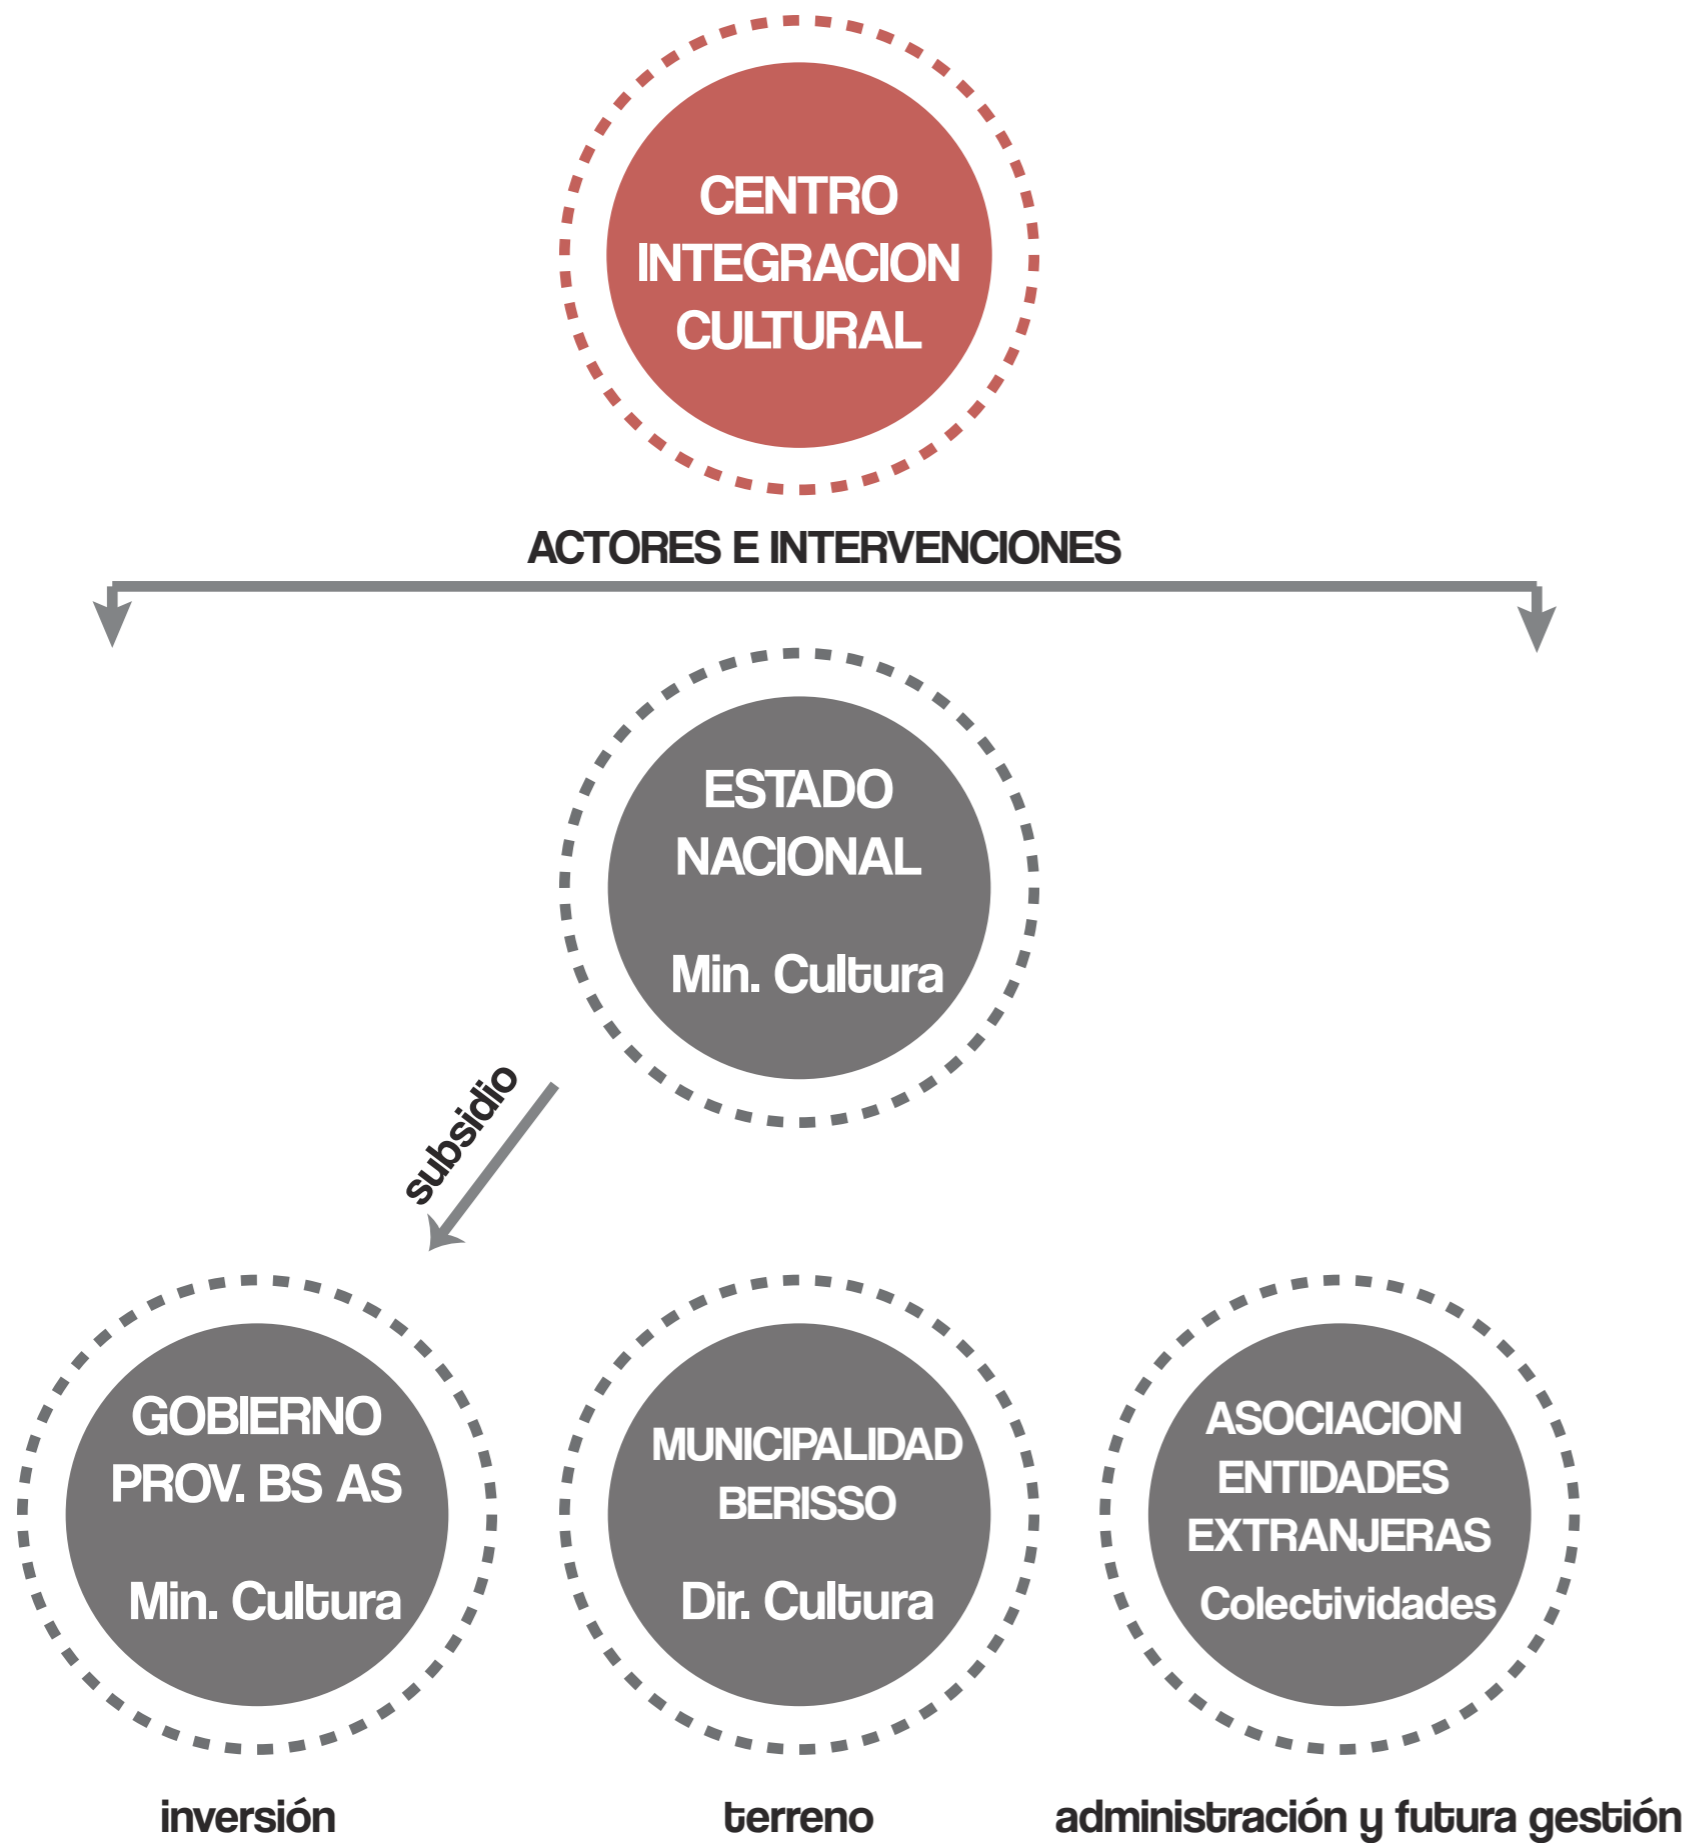 CENTRO
INTEGRACION
CULTURAL
ACTORES E INTERVENCIONES
ESTADO
NACIONAL
Min. Cultura
subsidio
GOBIERNO
PROV. BS AS
Min. Cultura
MUNICIPALIDAD
BERISSO
Dir. Cultura
ASOCIACION
ENTIDADES
EXTRANJERAS
Colectividades
inversión
terreno
administración y futura gestión